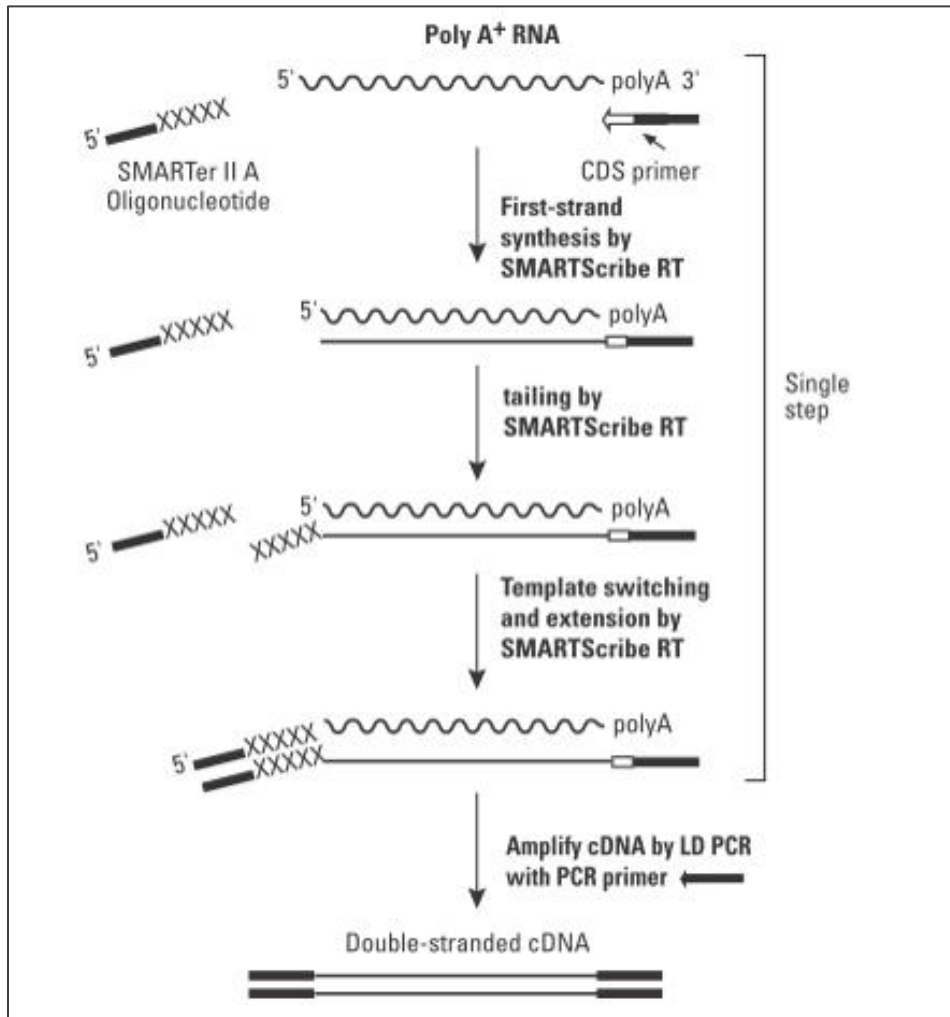 Poly A+ RNA
5' polyA 3'
5' XXXXX
SMARTer II A
Oligonucleotide
CDS primer
First-strand
synthesis by
SMARTScribe RT
5' polyA
5' XXXXX
tailing by
SMARTScribe RT
Single
step
5' polyA
5' XXXXX XXXXX
Template switching
and extension by
SMARTScribe RT
polyA
5' XXXXX
XXXXX
Amplify cDNA by LD PCR
with PCR primer
Double-stranded cDNA